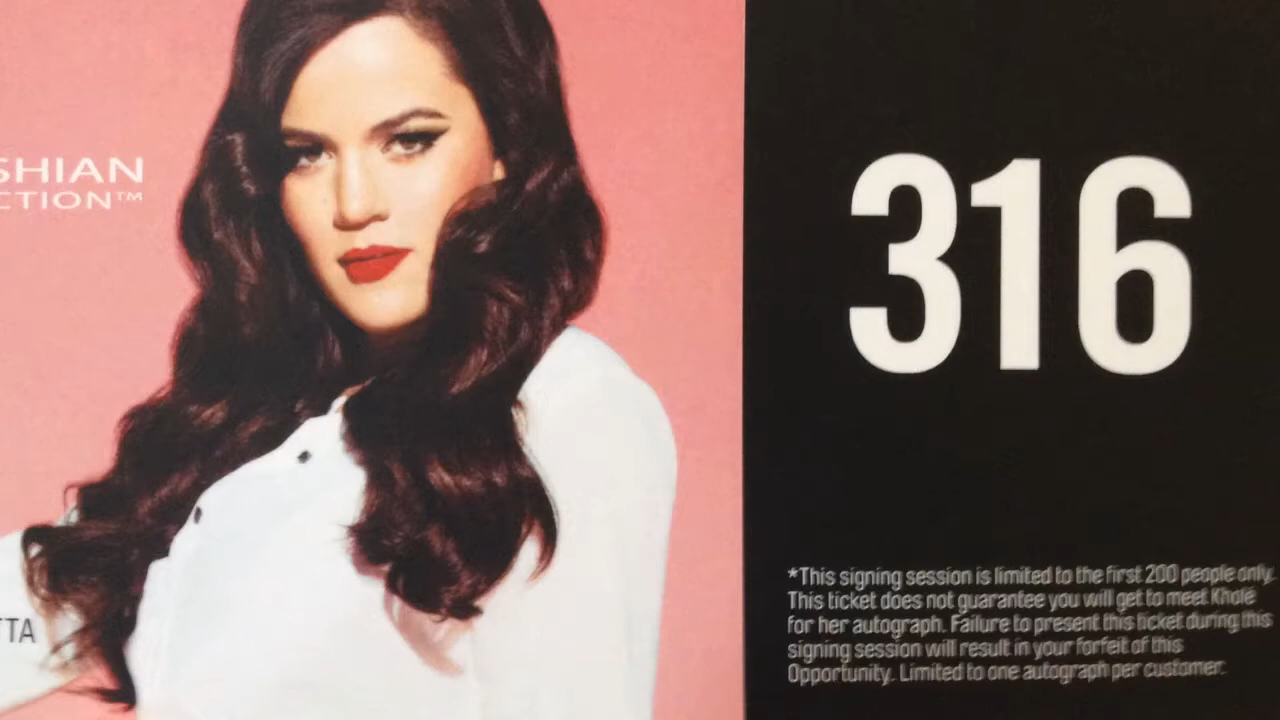 SHIAN
CTION™
TTA
316
*This signing session is limited to the first 200 people only.
This ticket does not guarantee you will get to meet Khole
for her autograph. Failure to present this ticket during this
signing session will result in your forfeit of this
Opportunity. Limited to one autograph per customer.